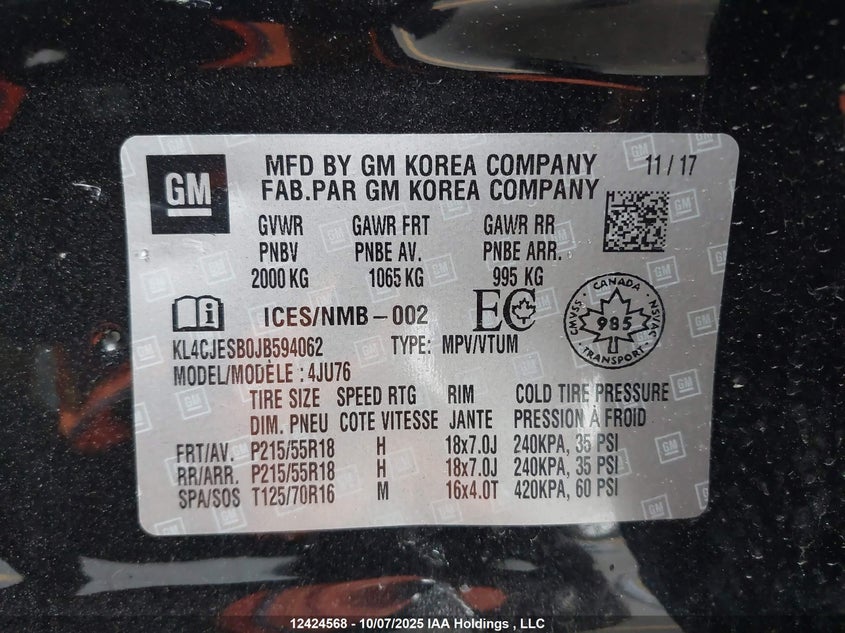 GM
MFD BY GM KOREA COMPANY 11 / 17
FAB.PAR GM KOREA COMPANY
GVWR GAWR FRT GAWR RR
PNBV PNBE AV. PNBE ARR.
2000 KG 1065 KG 995 KG
ICES/NMB-002 EC
CANADA
CMVSS 985 NSVAC
TRANSPORT
KL4CJESB0JB594062 TYPE: MPV/VTUM
MODEL/MODÈLE : 4JU76
TIRE SIZE SPEED RTG RIM COLD TIRE PRESSURE
DIM. PNEU COTE VITESSE JANTE PRESSION À FROID
FRT/AV. P215/55R18 H 18x7.0J 240KPA, 35 PSI
RR/ARR. P215/55R18 H 18x7.0J 240KPA, 35 PSI
SPA/SOS T125/70R16 M 16x4.0T 420KPA, 60 PSI
12424568 - 10/07/2025 IAA Holdings , LLC